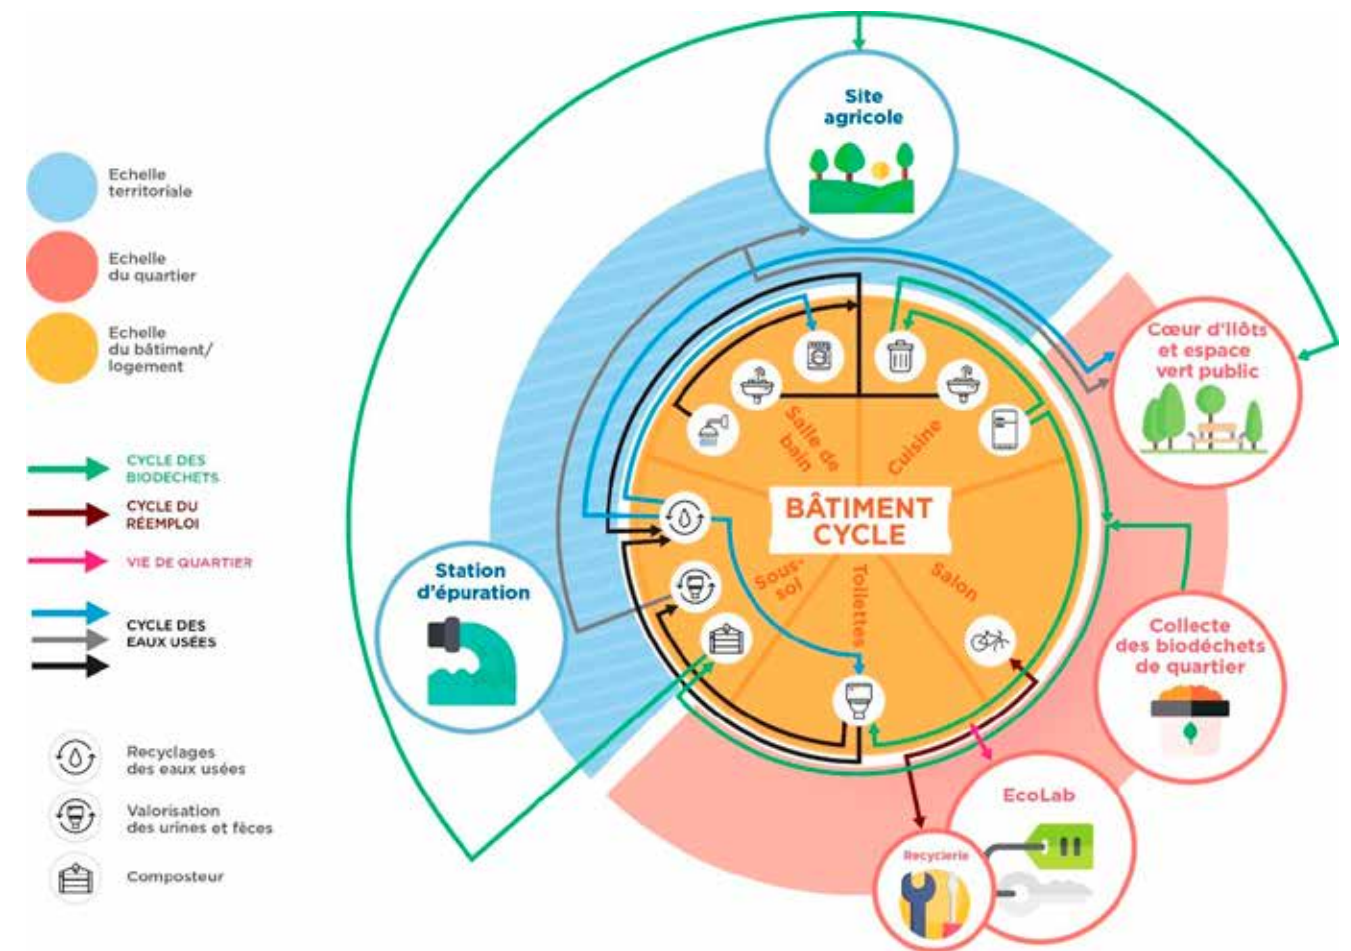 Site
agricole
Echelle
territoriale
Echelle
du quartier
Echelle
du bâtiment/
logement
Cœur d'îlôts
et espace
vert public
Salle de
bain
Cuisine
CYCLE DES
BIODECHETS
CYCLE DU
RÉEMPLOI
VIE DE QUARTIER
CYCLE DES
EAUX USÉES
BÂTIMENT
CYCLE
Station
d'épuration
Sous-
sol
Toilettes
Salon
Collecte
des biodéchets
de quartier
Recyclages
des eaux usées
Valorisation
des urines et fèces
Composteur
EcoLab
Recyclerie